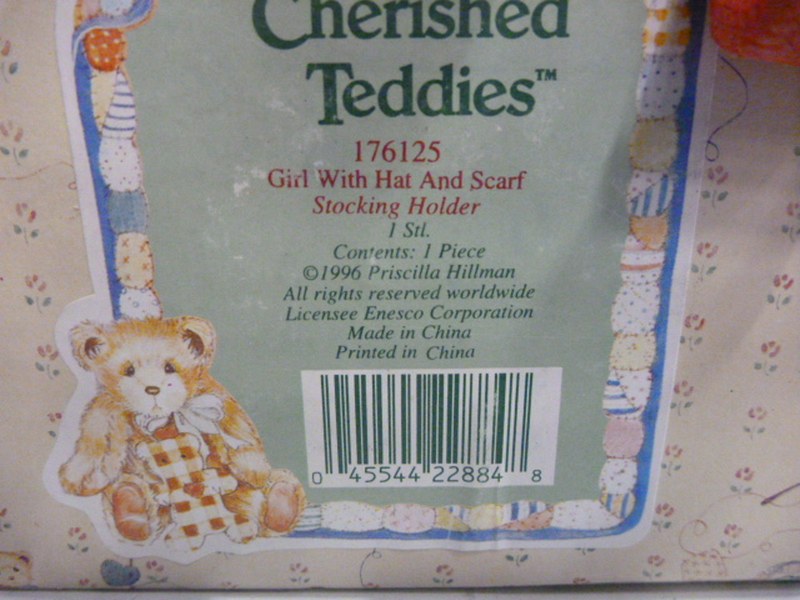 Cherished
Teddies™
176125
Girl With Hat And Scarf
Stocking Holder
1 Stl.
Contents: 1 Piece
©1996 Priscilla Hillman
All rights reserved worldwide
Licensee Enesco Corporation
Made in China
Printed in China
0 45544 22884 8